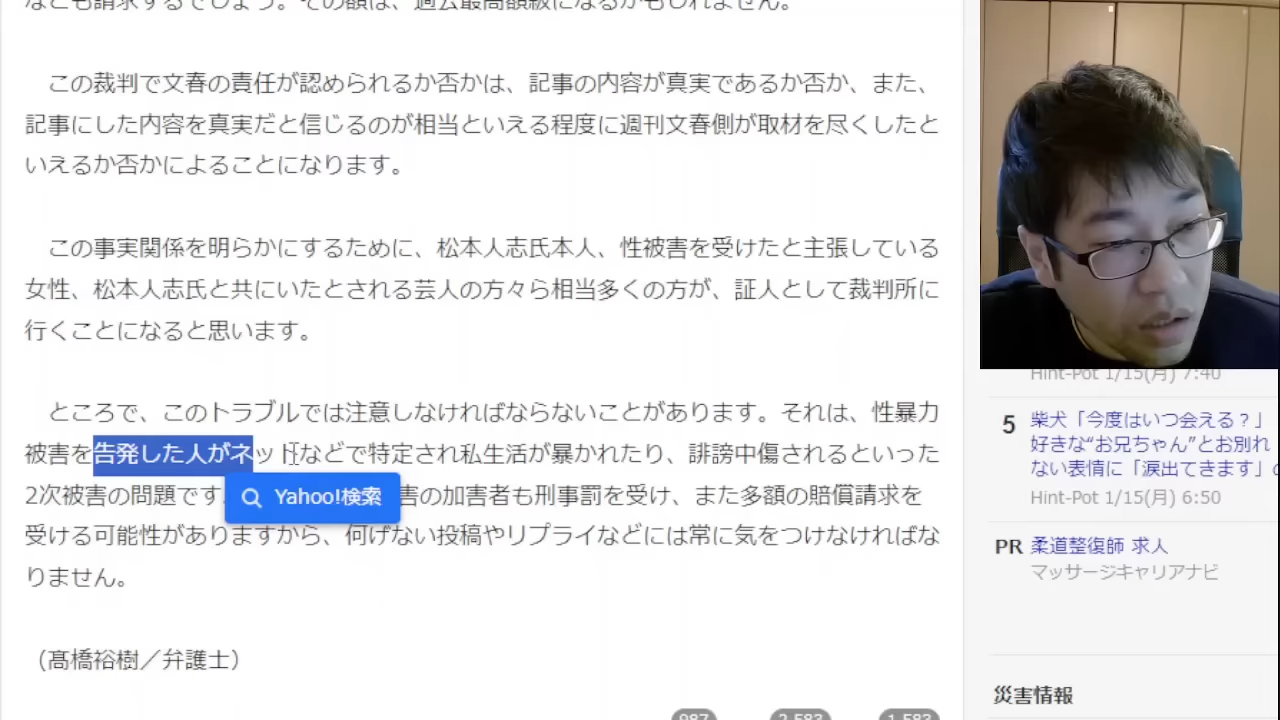 なども請求するでしょう。その額は、過去最高額級になるかもしれません。
この裁判で文春の責任が認められるか否かは、記事の内容が真実であるか否か、また、
記事にした内容を真実だと信じるのが相当といえる程度に週刊文春側が取材を尽くしたと
いえるか否かによることになります。
この事実関係を明らかにするために、松本人志氏本人、性被害を受けたと主張している
女性、松本人志氏と共にいたとされる芸人の方々ら相当多くの方が、証人として裁判所に
行くことになると思います。
ところで、このトラブルでは注意しなければならないことがあります。それは、性暴力
被害を告発した人がネットなどで特定され私生活が暴かれたり、誹謗中傷されるといった
2次被害の問題です
Yahoo!検索
害の加害者も刑事罰を受け、また多額の賠償請求を
受ける可能性がありますから、何げない投稿やリプライなどには常に気をつけなければな
りません。
（髙橋裕樹／弁護士）
987
2,583
1,583
Hint-Pot 1/15(月) 7:40
5
柴犬「今度はいつ会える？」
好きな“お兄ちゃん”とお別れ
ない表情に「涙出てきます」
Hint-Pot 1/15(月) 6:50
PR 柔道整復師 求人
マッサージキャリアナビ
災害情報